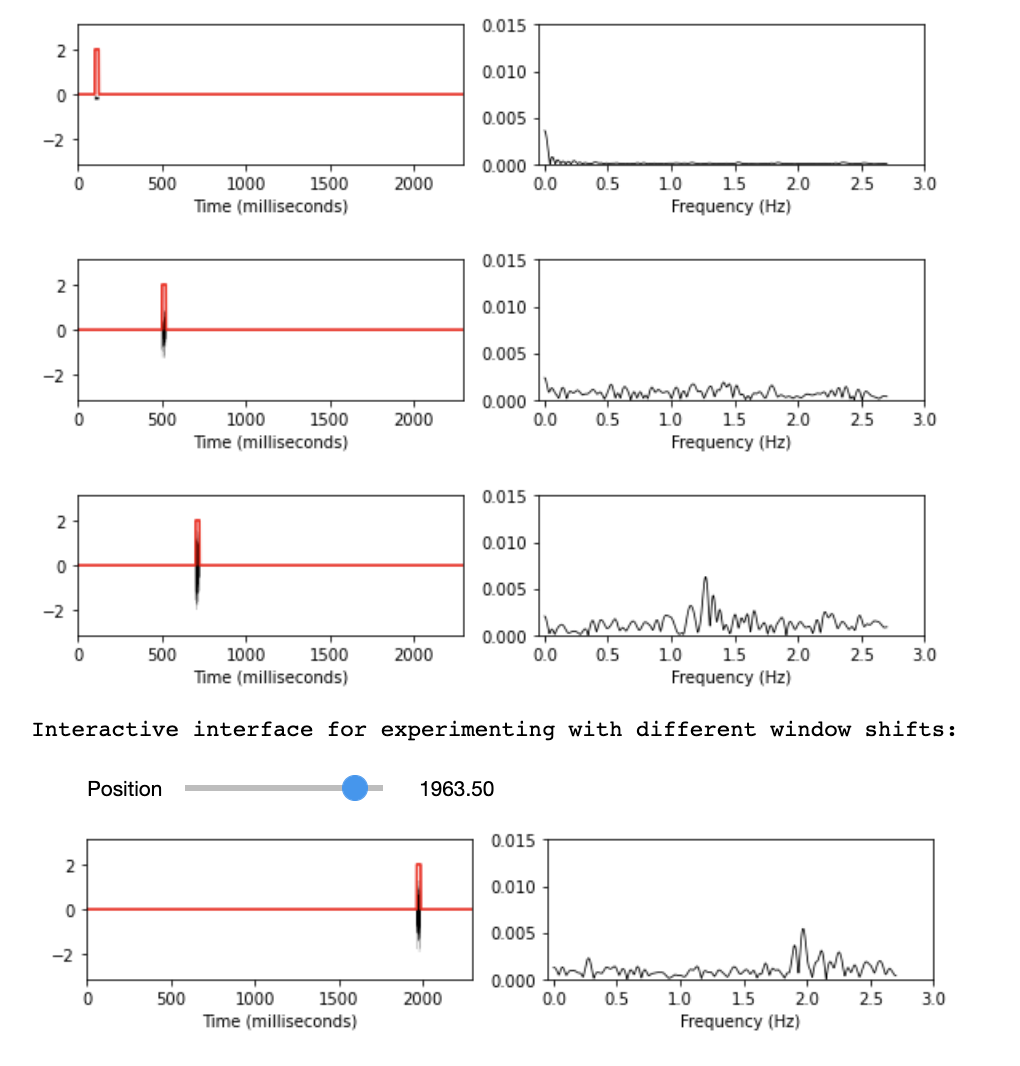 2
0
−2
0 500 1000 1500 2000
Time (milliseconds)
0.015
0.010
0.005
0.000
0.0 0.5 1.0 1.5 2.0 2.5 3.0
Frequency (Hz)
2
0
−2
0 500 1000 1500 2000
Time (milliseconds)
0.015
0.010
0.005
0.000
0.0 0.5 1.0 1.5 2.0 2.5 3.0
Frequency (Hz)
2
0
−2
0 500 1000 1500 2000
Time (milliseconds)
0.015
0.010
0.005
0.000
0.0 0.5 1.0 1.5 2.0 2.5 3.0
Frequency (Hz)
Interactive interface for experimenting with different window shifts:
Position 1963.50
2
0
−2
0 500 1000 1500 2000
Time (milliseconds)
0.015
0.010
0.005
0.000
0.0 0.5 1.0 1.5 2.0 2.5 3.0
Frequency (Hz)